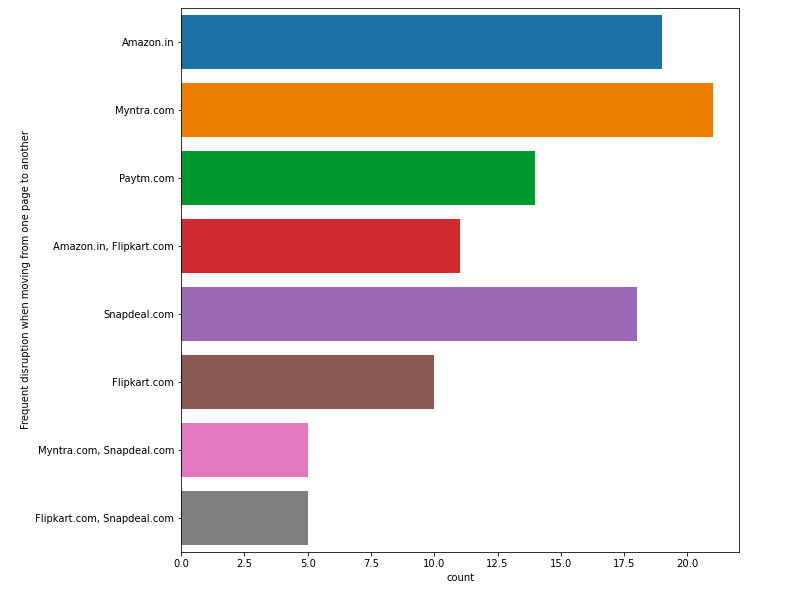 Frequent disruption when moving from one page to another
Amazon.in
Myntra.com
Paytm.com
Amazon.in, Flipkart.com
Snapdeal.com
Flipkart.com
Myntra.com, Snapdeal.com
Flipkart.com, Snapdeal.com
0.0 2.5 5.0 7.5 10.0 12.5 15.0 17.5 20.0
count